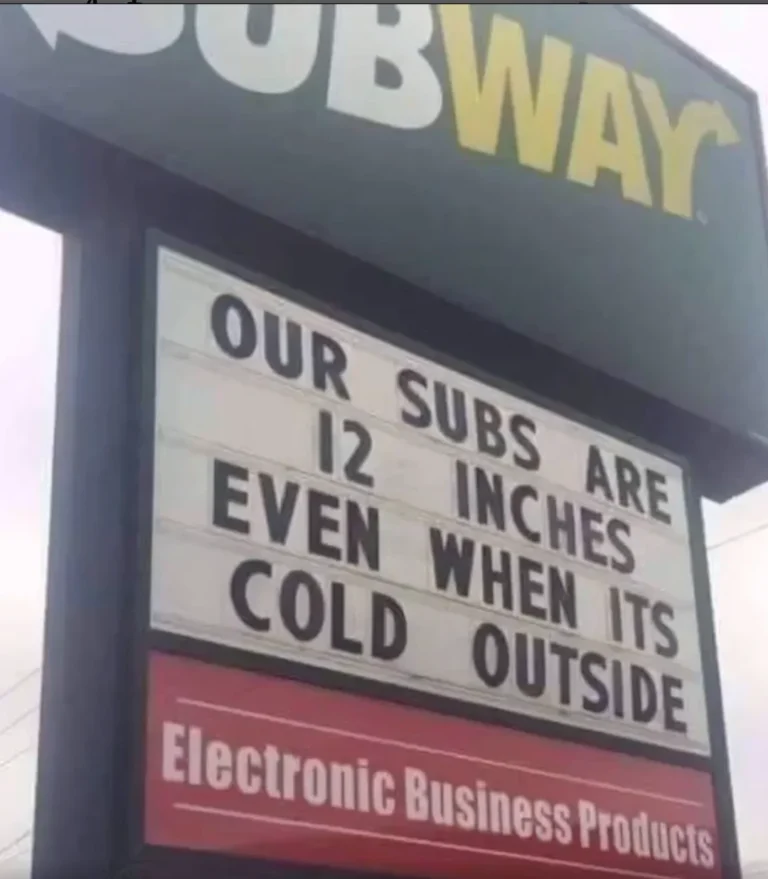 SUBWAY
OUR SUBS ARE
12 INCHES
EVEN WHEN ITS
COLD OUTSIDE
Electronic Business Products